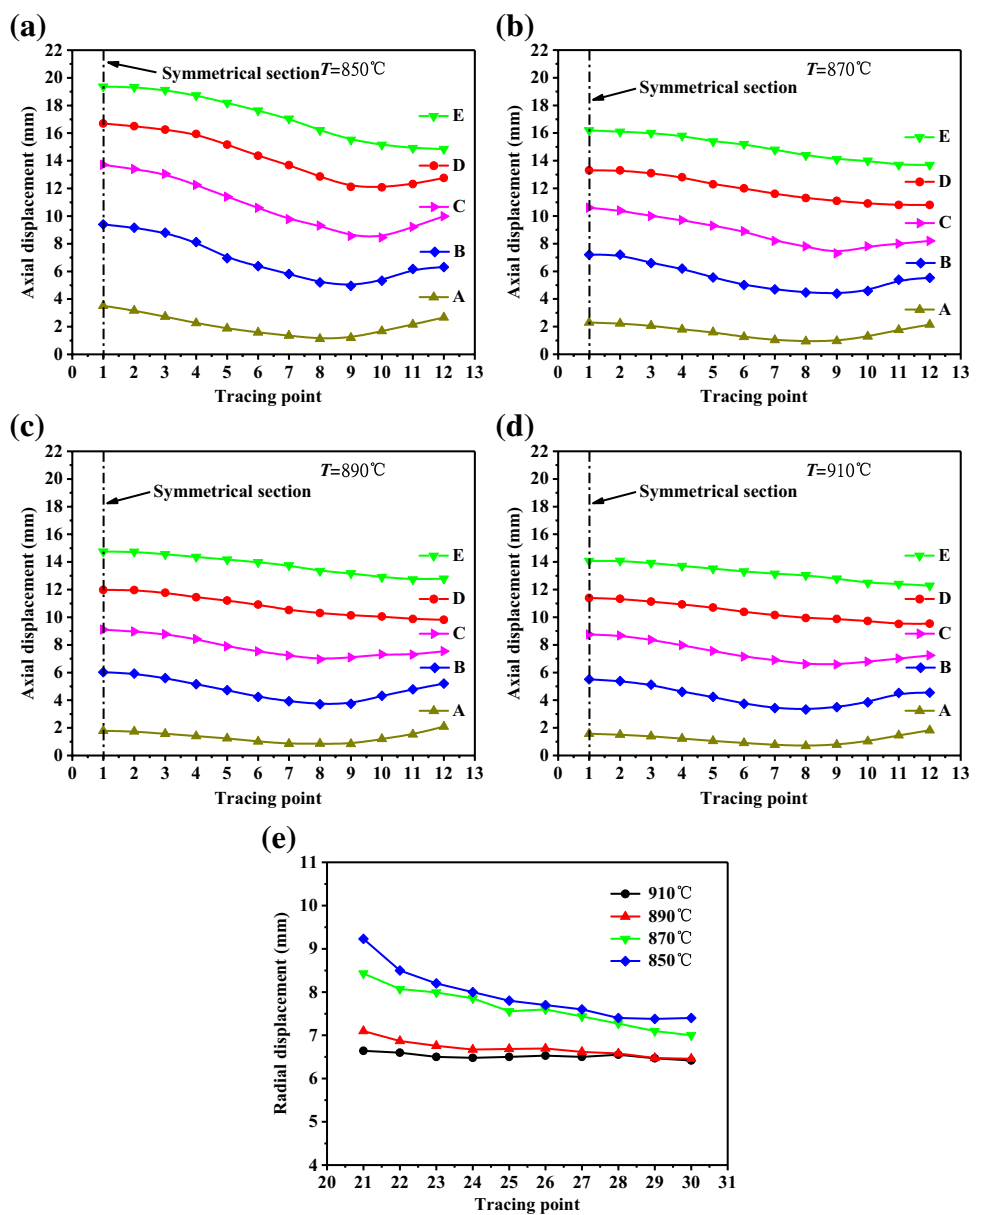 (a)
22
20
18
16
14
12
10
8
6
4
2
0
Axial displacement (mm)
Symmetrical section
T=850℃
E
D
C
B
A
0 1 2 3 4 5 6 7 8 9 10 11 12 13
Tracing point
(b)
22
20
18
16
14
12
10
8
6
4
2
0
Axial displacement (mm)
T=870℃
Symmetrical section
E
D
C
B
A
0 1 2 3 4 5 6 7 8 9 10 11 12 13
Tracing point
(c)
22
20
18
16
14
12
10
8
6
4
2
0
Axial displacement (mm)
T=890℃
Symmetrical section
E
D
C
B
A
0 1 2 3 4 5 6 7 8 9 10 11 12 13
Tracing point
(d)
22
20
18
16
14
12
10
8
6
4
2
0
Axial displacement (mm)
T=910℃
Symmetrical section
E
D
C
B
A
0 1 2 3 4 5 6 7 8 9 10 11 12 13
Tracing point
(e)
11
10
9
8
7
6
5
4
Radial displacement (mm)
910℃
890℃
870℃
850℃
20 21 22 23 24 25 26 27 28 29 30 31
Tracing point